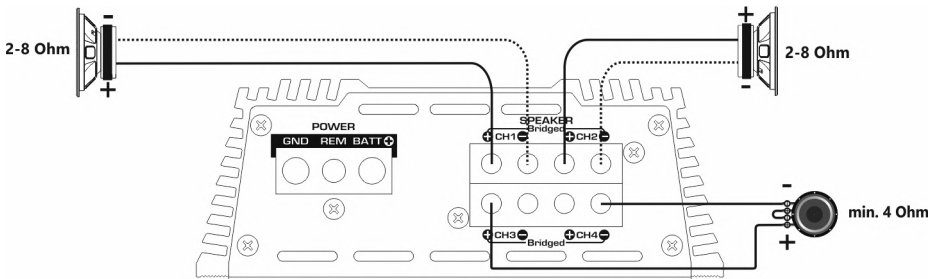 -
+
2-8 Ohm
+
2-8 Ohm
-
SPEAKER
Bridged
POWER
+ CH1 -
+ CH2 -
GND REM BATT+
-
min. 4 Ohm
+ CH3 -
+ CH4 -
Bridged
+